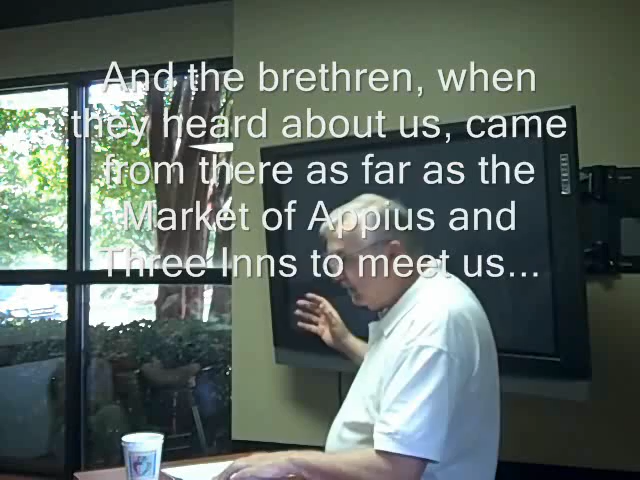 And the brethren, when
they heard about us, came
from there as far as the
Market of Appius and
Three Inns to meet us...